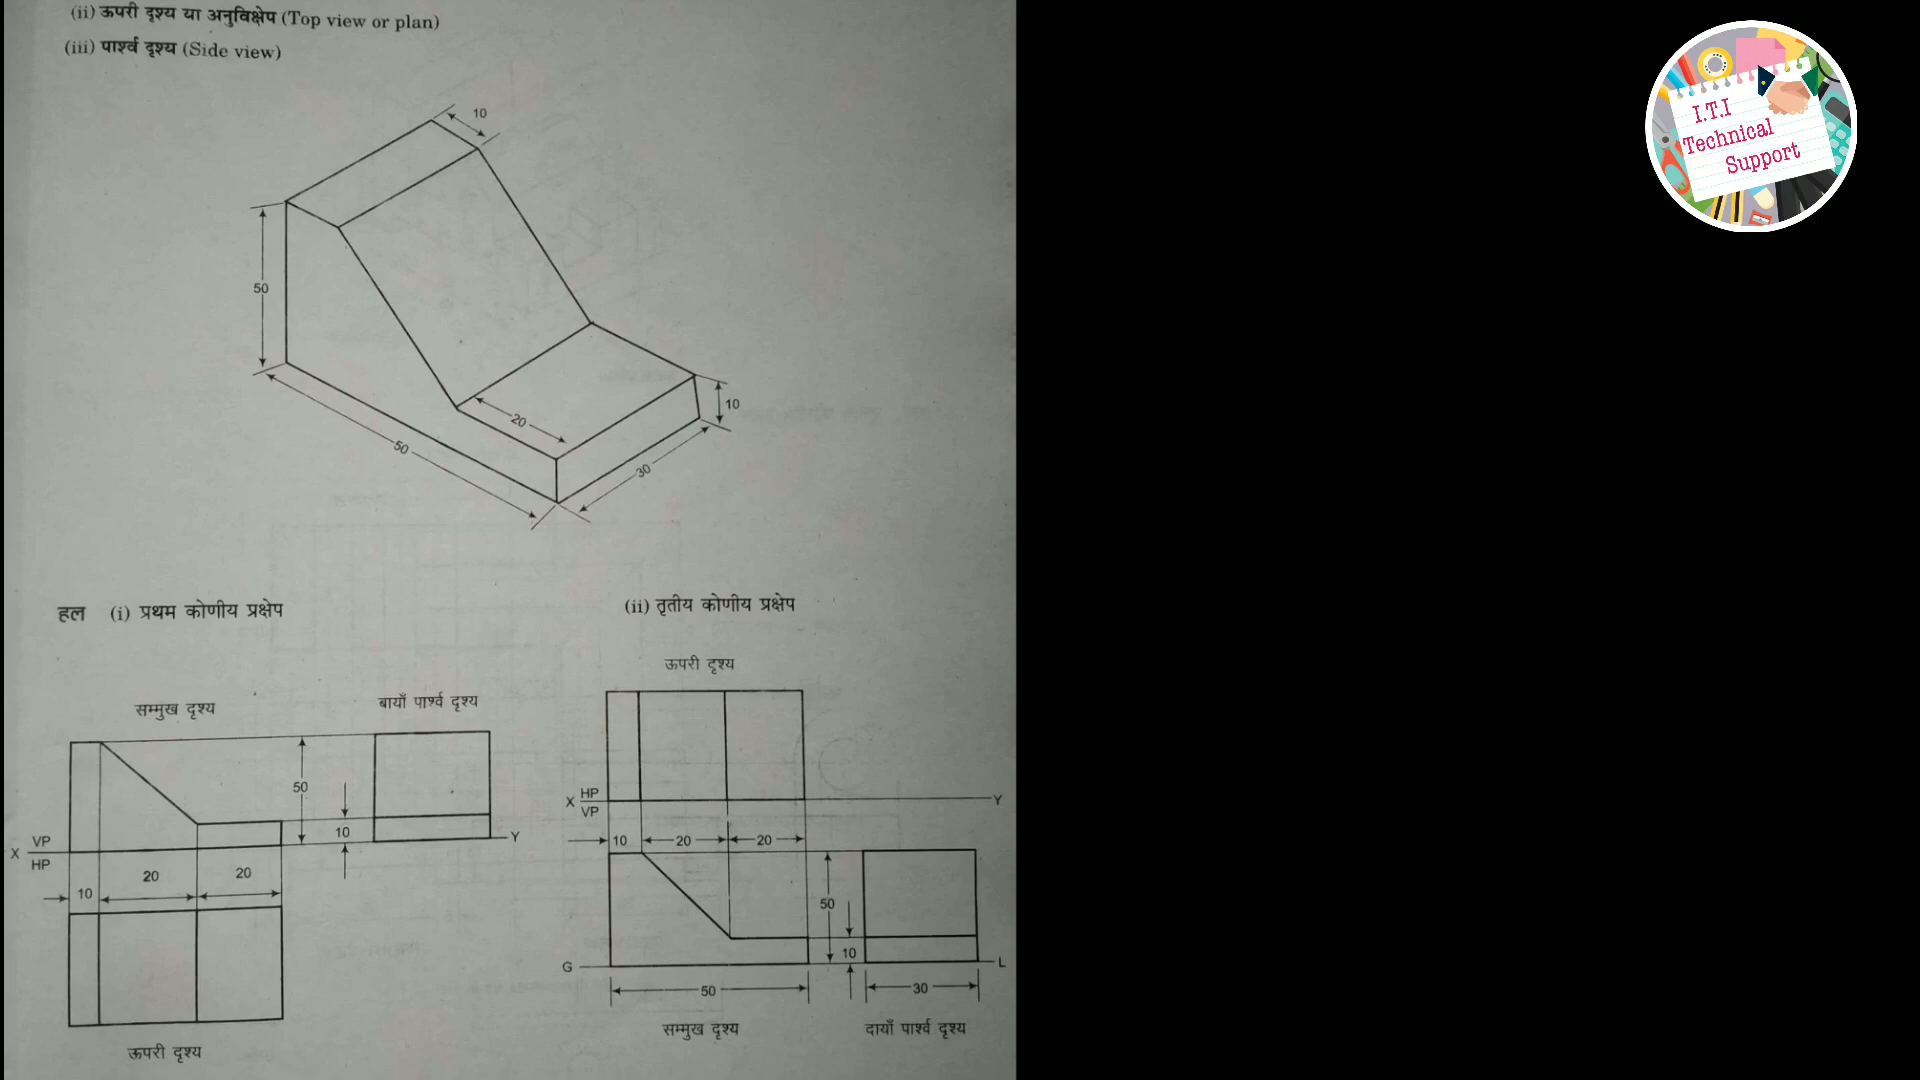 (ii) ऊपरी दृश्य या अनुविक्षेप (Top view or plan)
(iii) पार्श्व दृश्य (Side view)
I.T.I
Technical
Support
10
50
20
10
50
30
हल (i) प्रथम कोणीय प्रक्षेप
(ii) तृतीय कोणीय प्रक्षेप
ऊपरी दृश्य
सम्मुख दृश्य
बायाँ पार्श्व दृश्य
50
10
X VP Y
HP
10 20 20
ऊपरी दृश्य
X HP Y
VP
10 20 20
50
10
G L
50
30
सम्मुख दृश्य
दायाँ पार्श्व दृश्य